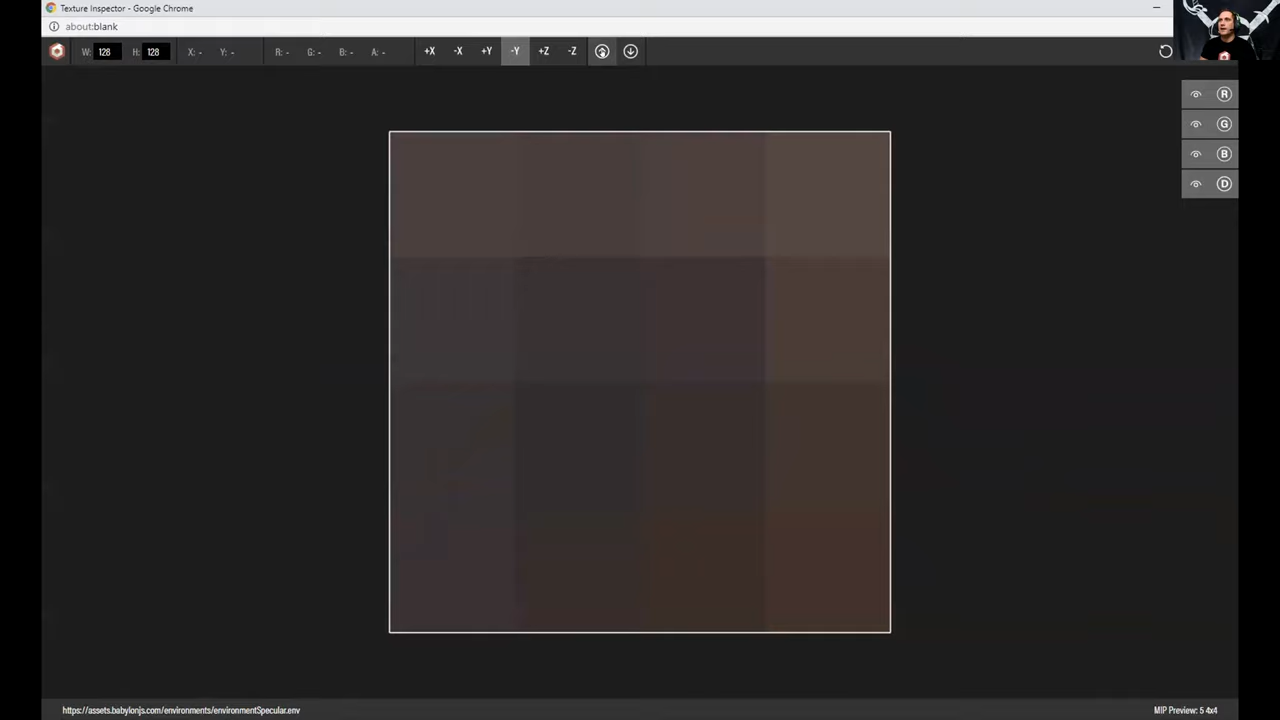 Texture Inspector - Google Chrome
about:blank
W: 128 H: 128 X: - Y: - R: - G: - B: - A: - +X -X +Y -Y +Z -Z
R
G
B
D
https://assets.babylonjs.com/environments/environmentSpecular.env
MIP Preview: 5 4x4